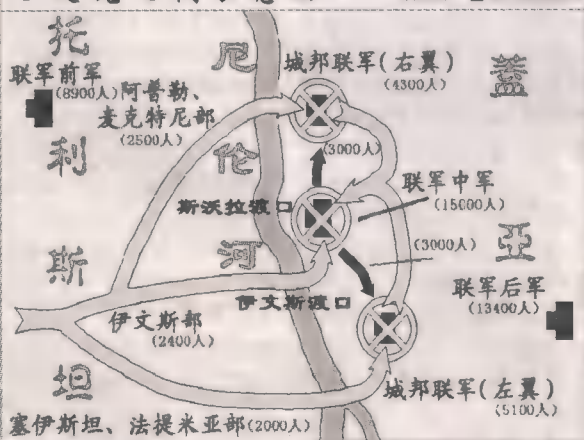 托利斯坦
尼伦河
盖亚
联军前军
(8900人)
阿普勒、
麦克特尼部
(2500人)
城邦联军(右翼)
(4300人)
(3000人)
斯沃拉渡口
联军中军
(15000人)
(3000人)
伊文斯渡口
联军后军
(13400人)
伊文斯部
(2400人)
城邦联军(左翼)
(5100人)
塞伊斯坦、法提米亚部(2000人)